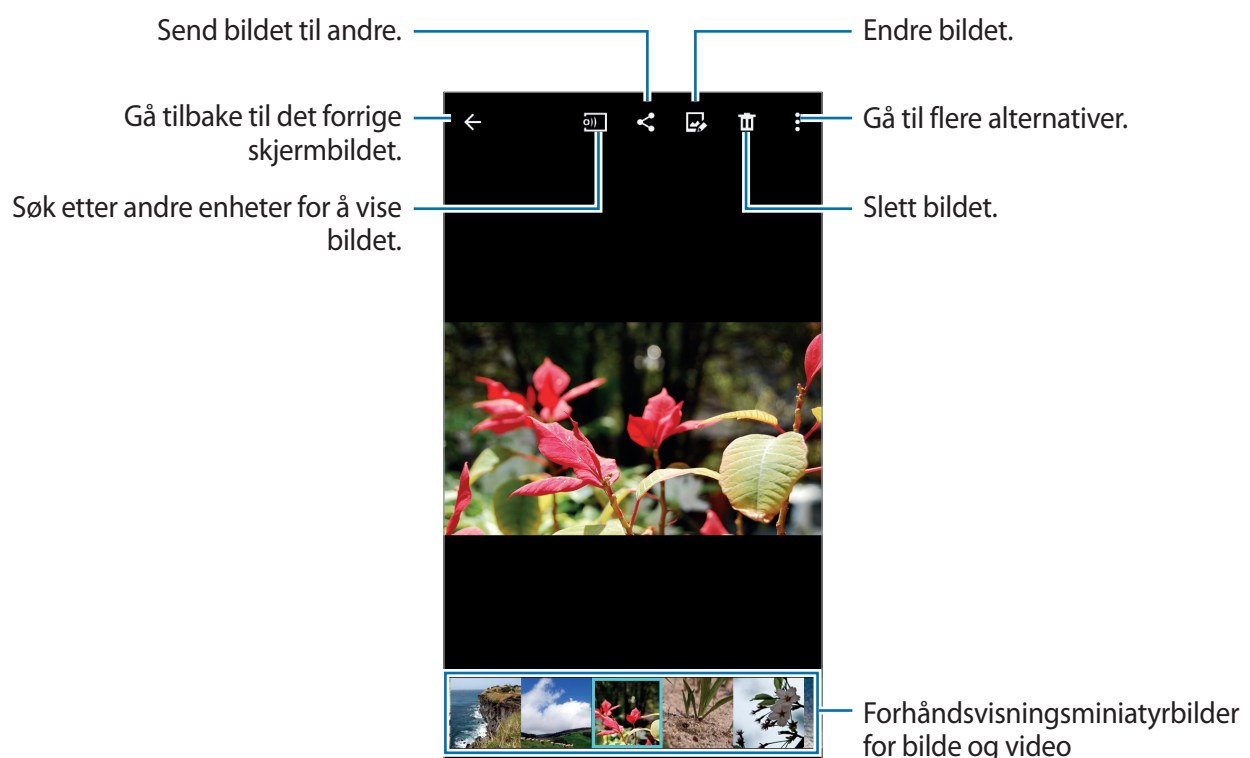 Send bildet til andre.
Endre bildet.
Gå tilbake til det forrige
skjermbildet.
Gå til flere alternativer.
Søk etter andre enheter for å vise
bildet.
Slett bildet.
Forhåndsvisningsminiatyrbilder
for bilde og video